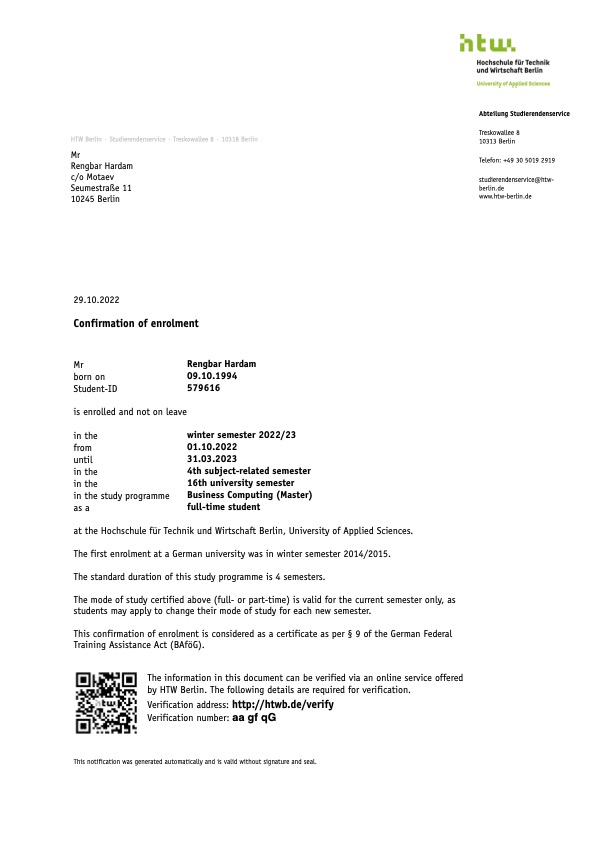 htw.
Hochschule für Technik
und Wirtschaft Berlin
University of Applied Sciences
Abteilung Studierendenservice
Treskowallee 8
10313 Berlin
Telefon: +49 30 5019 2919
studierendenservice@htw-
berlin.de
www.htw-berlin.de
HTW Berlin - Studierendenservice - Treskowallee 8 - 10318 Berlin
Mr
Rengbar Hardam
c/o Motaev
Seumestraße 11
10245 Berlin
29.10.2022
Confirmation of enrolment
Mr Rengbar Hardam
born on 09.10.1994
Student-ID 579616
is enrolled and not on leave
in the winter semester 2022/23
from 01.10.2022
until 31.03.2023
in the 4th subject-related semester
in the 16th university semester
in the study programme Business Computing (Master)
as a full-time student
at the Hochschule für Technik und Wirtschaft Berlin, University of Applied Sciences.
The first enrolment at a German university was in winter semester 2014/2015.
The standard duration of this study programme is 4 semesters.
The mode of study certified above (full- or part-time) is valid for the current semester only, as
students may apply to change their mode of study for each new semester.
This confirmation of enrolment is considered as a certificate as per § 9 of the German Federal
Training Assistance Act (BAföG).
htw.
The information in this document can be verified via an online service offered
by HTW Berlin. The following details are required for verification.
Verification address: http://htwb.de/verify
Verification number: aa gf qG
This notification was generated automatically and is valid without signature and seal.